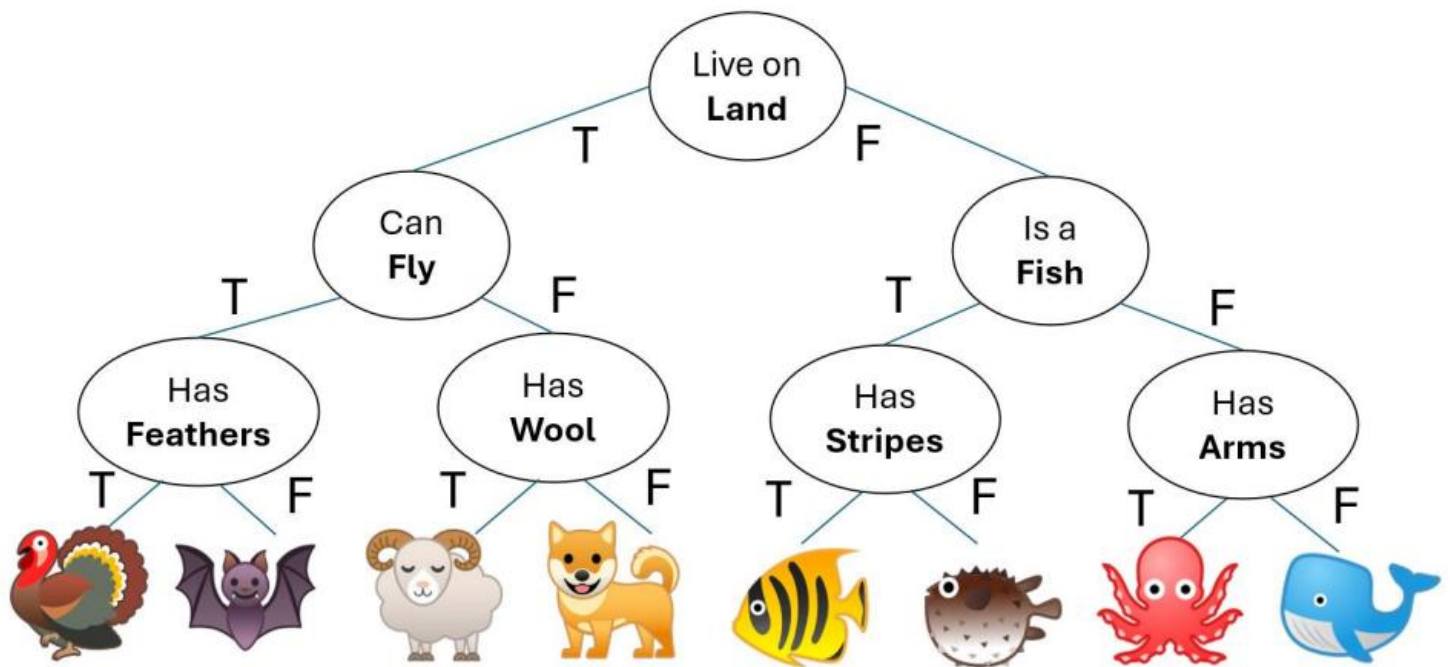 Live on
Land
T
F
Can
Fly
Is a
Fish
T
F
T
F
Has
Feathers
Has
Wool
Has
Stripes
Has
Arms
T
F
T
F
T
F
T
F